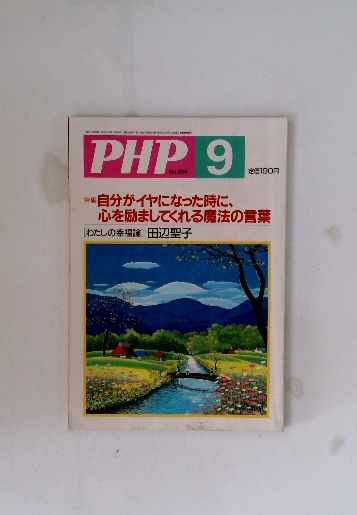 PHP 9
定価190円
特集 自分がイヤになった時に、
心を励ましてくれる魔法の言葉
[わたしの幸福論] 田辺聖子